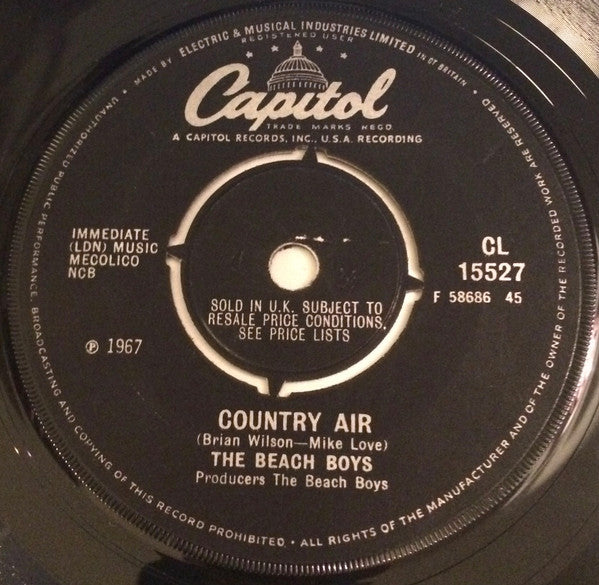 MADE BY ELECTRIC & MUSICAL INDUSTRIES LIMITED IN GT BRITAIN •
REGISTERED USER
Capitol
TRADE MARKS REGD
A CAPITOL RECORDS, INC., U.S.A. RECORDING
IMMEDIATE
(LDN) MUSIC
MECOLICO
NCB
CL
15527
F 58686 45
SOLD IN U.K. SUBJECT TO
RESALE PRICE CONDITIONS,
SEE PRICE LISTS
℗ 1967
COUNTRY AIR
(Brian Wilson—Mike Love)
THE BEACH BOYS
Producers The Beach Boys
UNAUTHORIZED PUBLIC PERFORMANCE, BROADCASTING AND COPYING OF THIS RECORD PROHIBITED. • ALL RIGHTS OF THE MANUFACTURER AND OF THE OWNER OF THE RECORDED WORK ARE RESERVED